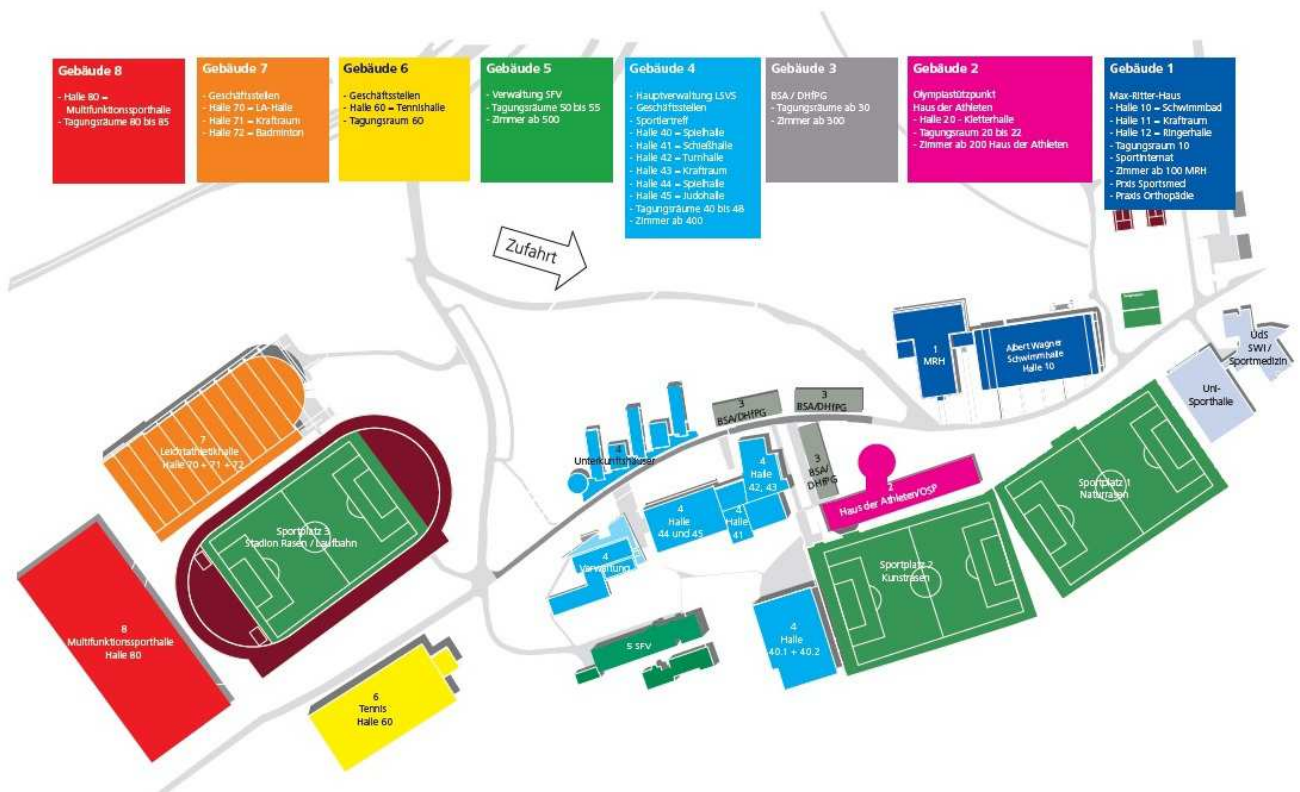 Gebäude 8
- Halle 80 =
Multifunktionssporthalle
- Tagungsräume 80 bis 85
Gebäude 7
- Geschäftsstellen
- Halle 70 = LA-Halle
- Halle 71 = Kraftraum
- Halle 72 = Badminton
Gebäude 6
- Geschäftsstellen
- Halle 60 = Tennishalle
- Tagungsraum 60
Gebäude 5
- Verwaltung SFV
- Tagungsräume 50 bis 55
- Zimmer ab 500
Gebäude 4
- Hauptverwaltung LSVS
- Geschäftsstellen
- Sportlertreff
- Halle 40 = Spielhalle
- Halle 41 = Schießhalle
- Halle 42 = Turnhalle
- Halle 43 = Kraftraum
- Halle 44 = Spielhalle
- Halle 45 = Judohalle
- Tagungsräume 40 bis 48
- Zimmer ab 400
Gebäude 3
BSA / DHfPG
- Tagungsräume ab 30
- Zimmer ab 300
Gebäude 2
Olympiastützpunkt
Haus der Athleten
- Halle 20 - Kletterhalle
- Tagungsraum 20 bis 22
- Zimmer ab 200 Haus der Athleten
Gebäude 1
Max-Ritter-Haus
- Halle 10 = Schwimmbad
- Halle 11 = Kraftraum
- Halle 12 = Ringerhalle
- Tagungsraum 10
- Sportinternat
- Zimmer ab 100 MRH
- Prxis Sportsmed
- Praxis Orthopädie
Zufahrt
1
MRH
Albert Wagner
Schwimmhalle
Halle 10
UdS
SWI /
Sportmedizin
Uni-
Sporthalle
3
BSA/DHfPG
3
BSA/DHfPG
3
BSA/
DHfPG
4
Unterkunftshäuser
4
Halle
42, 43
4
Halle
44 und 45
4
Halle
41
4
Verwaltung
2
Haus der Athleten/OSP
Sportplatz 1
Naturrasen
Sportplatz 2
Kunstrasen
4
Halle
40.1 + 40.2
5 SFV
7
Leichtathletikhalle
Halle 70 + 71 + 72
Sportplatz 3
Stadion Rasen / Laufbahn
8
Multifunktionssporthalle
Halle 80
6
Tennis
Halle 60